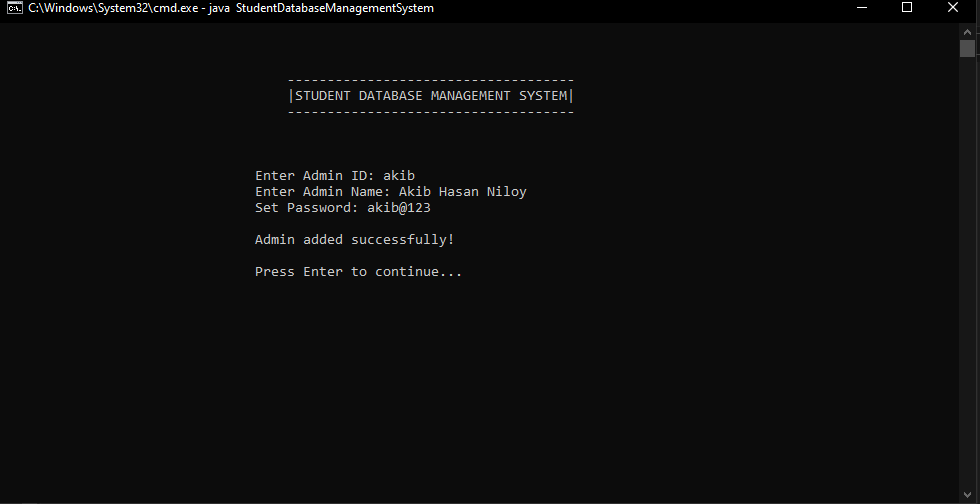 C:\Windows\System32\cmd.exe - java  StudentDatabaseManagementSystem
------------------------------------
|STUDENT DATABASE MANAGEMENT SYSTEM|
------------------------------------
Enter Admin ID: akib
Enter Admin Name: Akib Hasan Niloy
Set Password: akib@123
Admin added successfully!
Press Enter to continue...